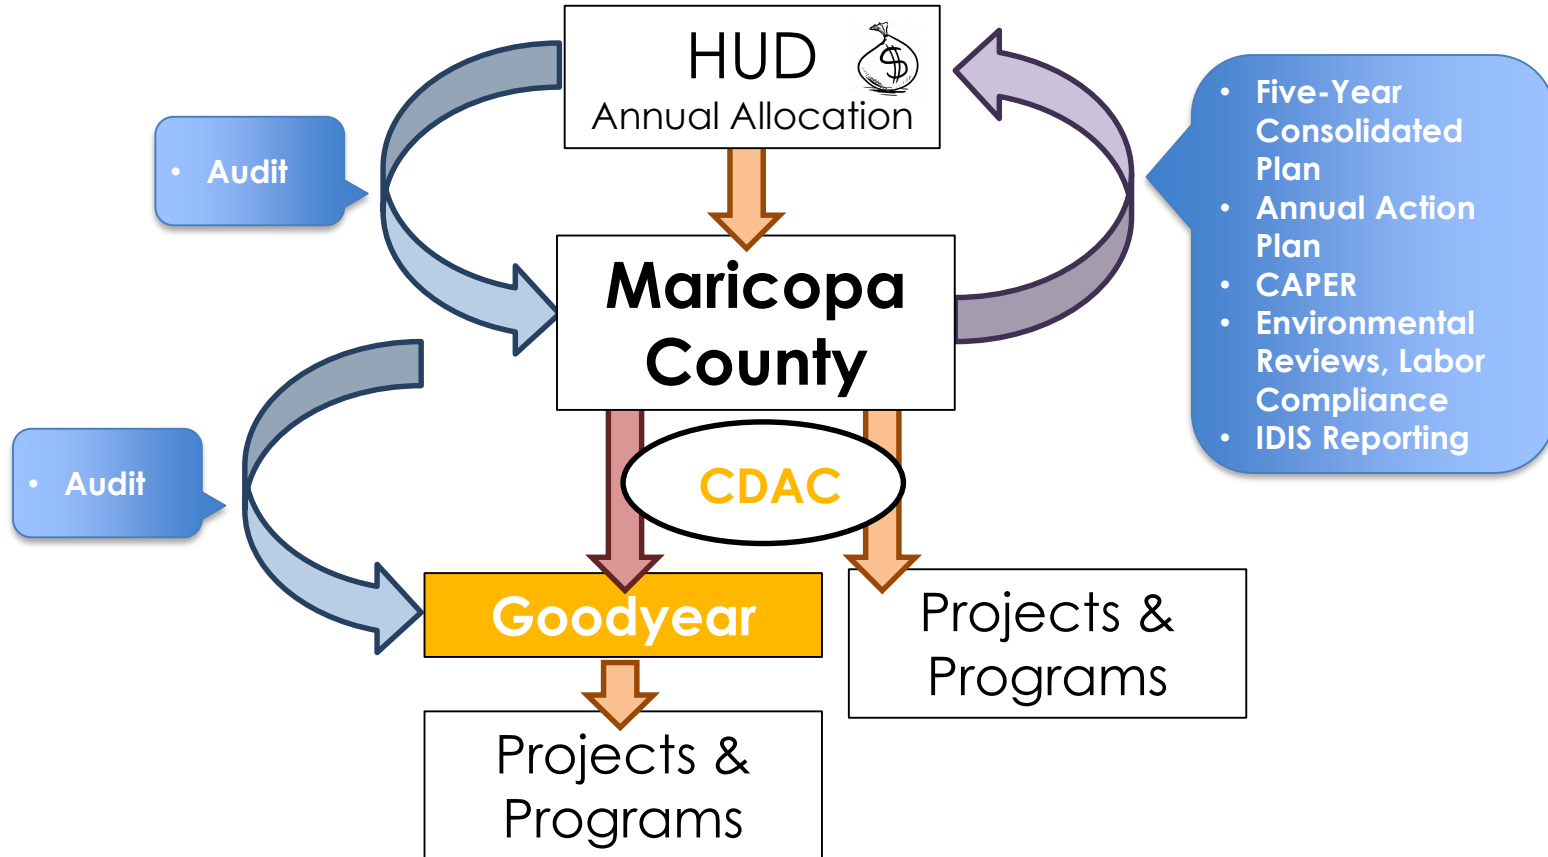 HUD
$
Annual Allocation
• Audit
• Five-Year
Consolidated
Plan
• Annual Action
Plan
• CAPER
• Environmental
Reviews, Labor
Compliance
• IDIS Reporting
Maricopa
County
CDAC
• Audit
Goodyear
Projects &
Programs
Projects &
Programs